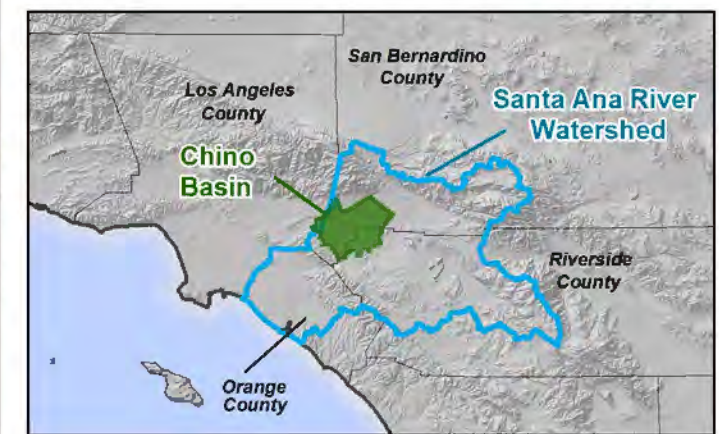 San Bernardino
County
Los Angeles
County
Santa Ana River
Watershed
Chino
Basin
Riverside
County
Orange
County